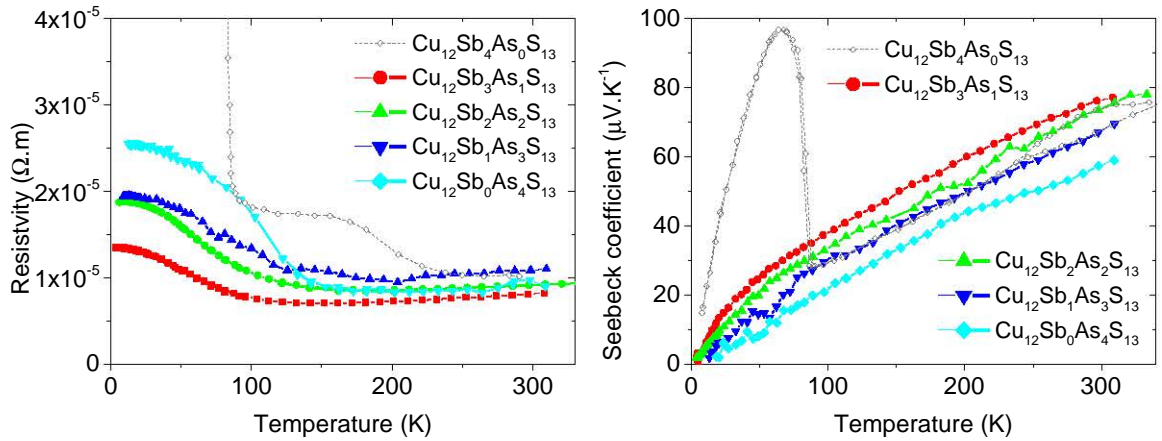 4x10⁻⁵
3x10⁻⁵
2x10⁻⁵
1x10⁻⁵
0
0 100 200 300
Resistvity (Ω.m)
Temperature (K)
Cu₁₂Sb₄As₀S₁₃
Cu₁₂Sb₃As₁S₁₃
Cu₁₂Sb₂As₂S₁₃
Cu₁₂Sb₁As₃S₁₃
Cu₁₂Sb₀As₄S₁₃
100
80
60
40
20
0
0 100 200 300
Seebeck coefficient (μV.K⁻¹)
Temperature (K)
Cu₁₂Sb₄As₀S₁₃
Cu₁₂Sb₃As₁S₁₃
Cu₁₂Sb₂As₂S₁₃
Cu₁₂Sb₁As₃S₁₃
Cu₁₂Sb₀As₄S₁₃